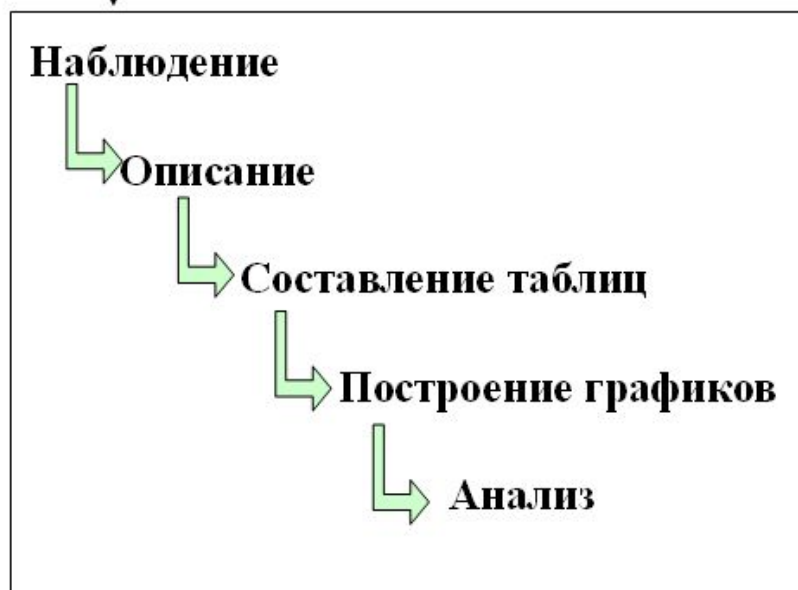 Наблюдение
Описание
Составление таблиц
Построение графиков
Анализ